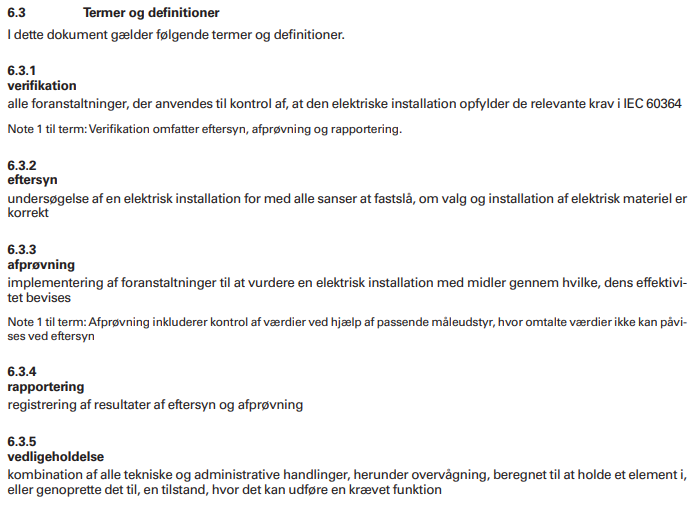 6.3 Termer og definitioner
I dette dokument gælder følgende termer og definitioner.
6.3.1
verifikation
alle foranstaltninger, der anvendes til kontrol af, at den elektriske installation opfylder de relevante krav i IEC 60364
Note 1 til term: Verifikation omfatter eftersyn, afprøvning og rapportering.
6.3.2
eftersyn
undersøgelse af en elektrisk installation for med alle sanser at fastslå, om valg og installation af elektrisk materiel er
korrekt
6.3.3
afprøvning
implementering af foranstaltninger til at vurdere en elektrisk installation med midler gennem hvilke, dens effektivi-
tet bevises
Note 1 til term: Afprøvning inkluderer kontrol af værdier ved hjælp af passende måleudstyr, hvor omtalte værdier ikke kan påvi-
ses ved eftersyn
6.3.4
rapportering
registrering af resultater af eftersyn og afprøvning
6.3.5
vedligeholdelse
kombination af alle tekniske og administrative handlinger, herunder overvågning, beregnet til at holde et element i,
eller genoprette det til, en tilstand, hvor det kan udføre en krævet funktion